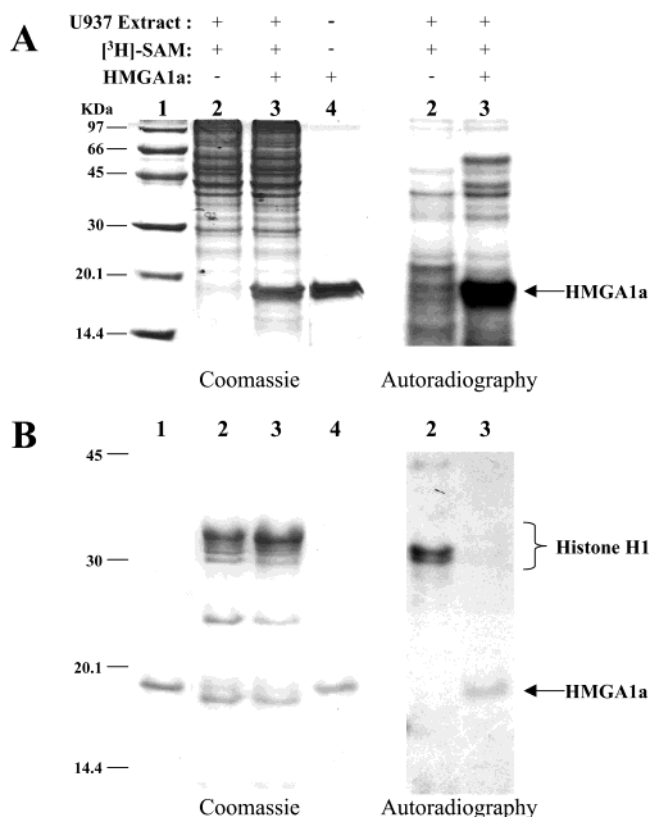 A
U937 Extract : + + - + +
[³H]-SAM: + + - + +
HMGA1a: - + + - +
KDa 1 2 3 4 2 3
97
66
45
30
20.1
14.4
HMGA1a
Coomassie Autoradiography
B
1 2 3 4 2 3
45
30
20.1
14.4
Histone H1
HMGA1a
Coomassie Autoradiography